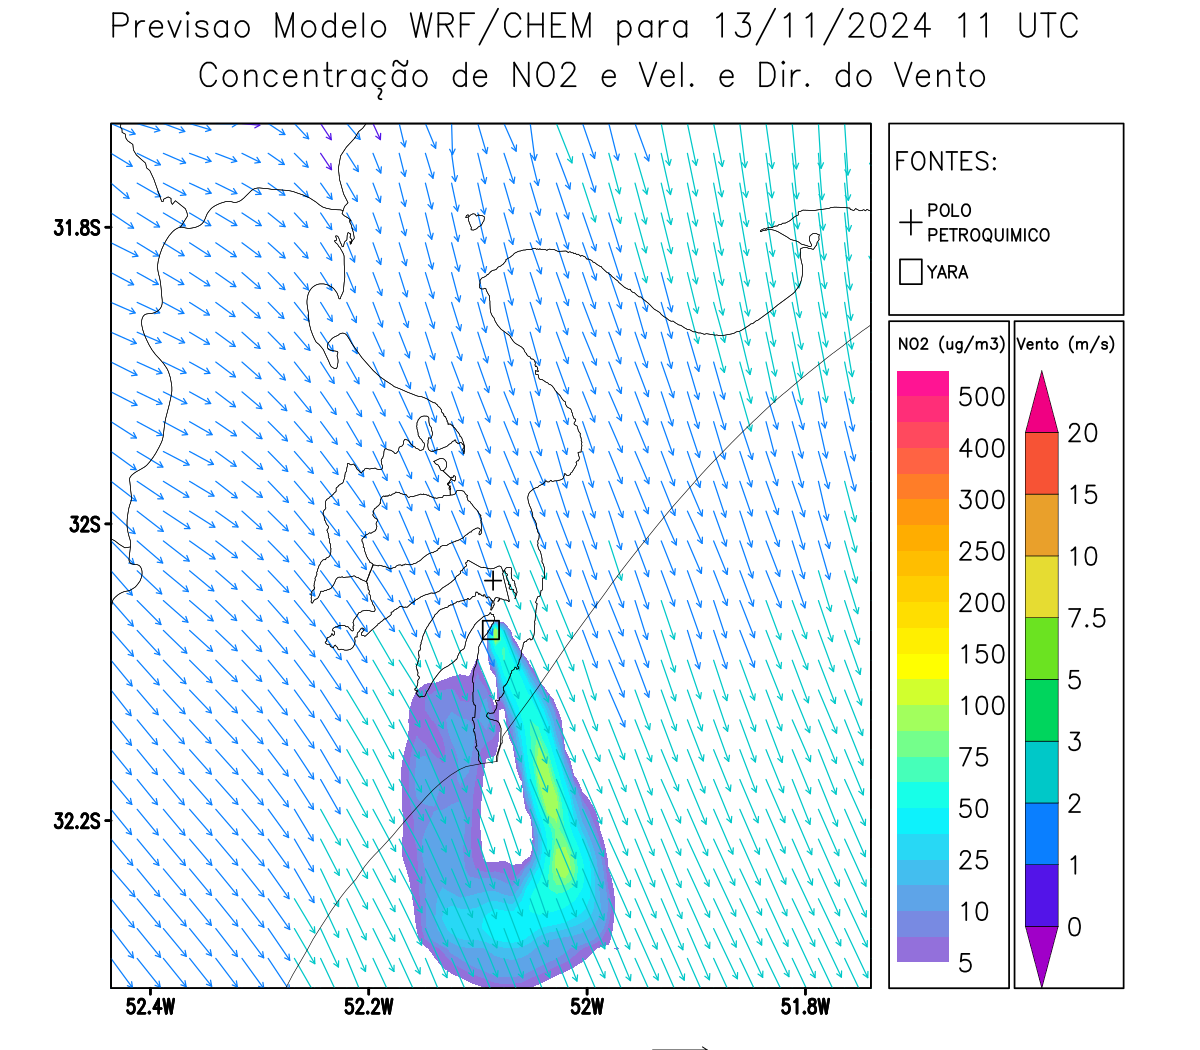 Previsao Modelo WRF/CHEM para 13/11/2024 11 UTC
Concentração de NO2 e Vel. e Dir. do Vento
FONTES:
POLO
PETROQUIMICO
YARA
NO2 (ug/m3)
500
400
300
250
200
150
100
75
50
25
10
5
Vento (m/s)
20
15
10
7.5
5
3
2
1
0
31.8S
32S
32.2S
52.4W
52.2W
52W
51.8W